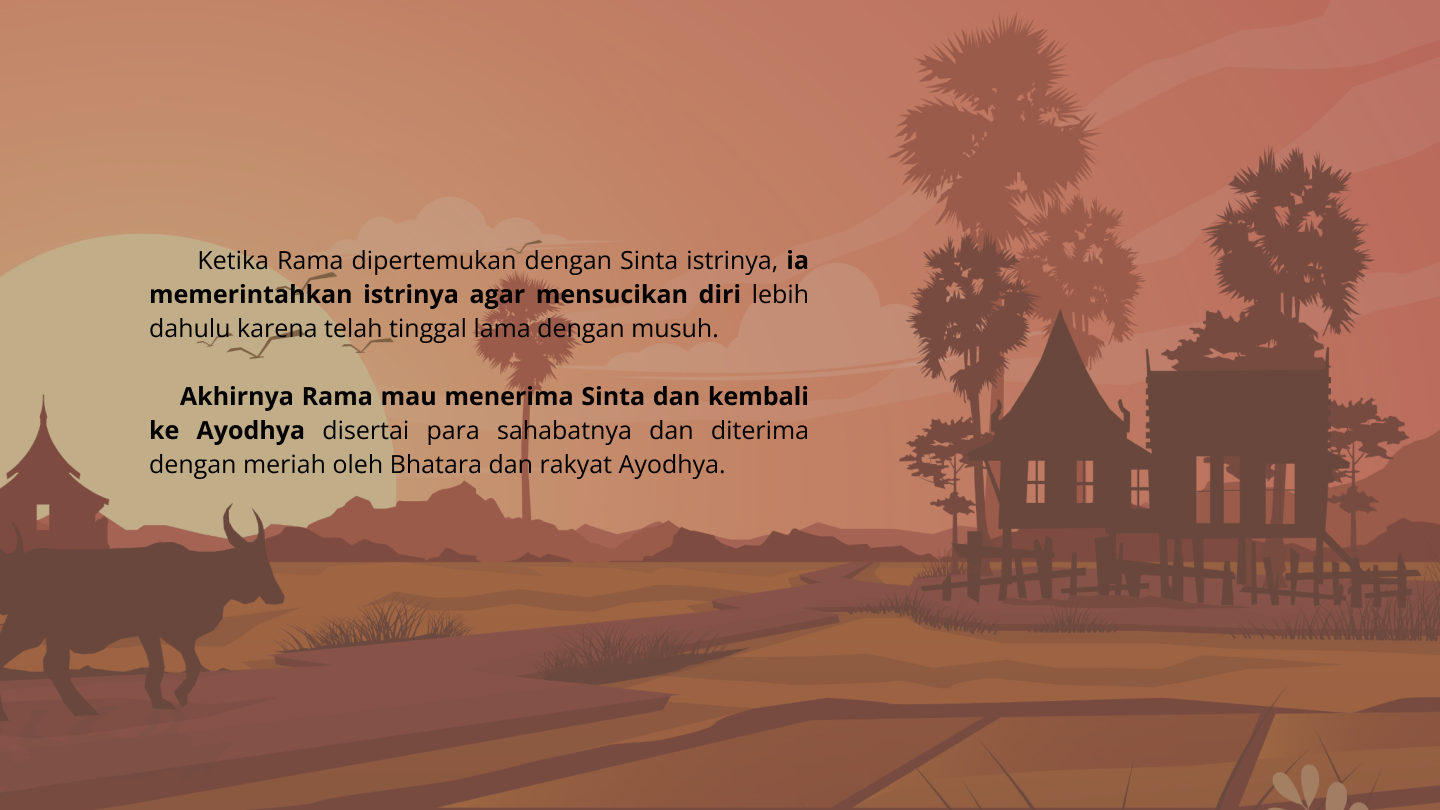 Ketika Rama dipertemukan dengan Sinta istrinya, ia
memerintahkan istrinya agar mensucikan diri lebih
dahulu karena telah tinggal lama dengan musuh.
Akhirnya Rama mau menerima Sinta dan kembali
ke Ayodhya disertai para sahabatnya dan diterima
dengan meriah oleh Bhatara dan rakyat Ayodhya.